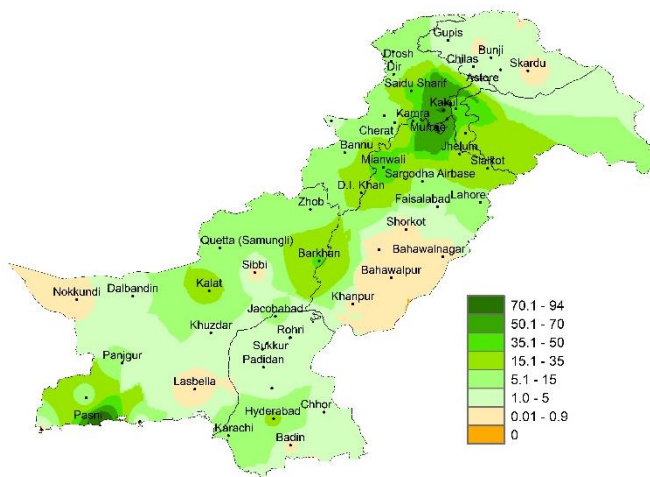 Gupis
Bunji
Drosh
Chilas
Skardu
Dir
Astore
Saidu Sharif
Kakul
Kamra
Murree
Cherat
Bannu
Jhelum
Mianwali
Sialkot
Sargodha Airbase
D.I. Khan
Zhob
Faisalabad
Lahore
Shorkot
Quetta (Samungli)
Barkhan
Bahawalnagar
Sibbi
Bahawalpur
Dalbandin
Kalat
Nokkundi
Khanpur
Jacobabad
Khuzdar
Rohri
Sukkur
Panjgur
Padidan
Lasbella
Pasni
Hyderabad
Chhor
Karachi
Badin
70.1 - 94
50.1 - 70
35.1 - 50
15.1 - 35
5.1 - 15
1.0 - 5
0.01 - 0.9
0